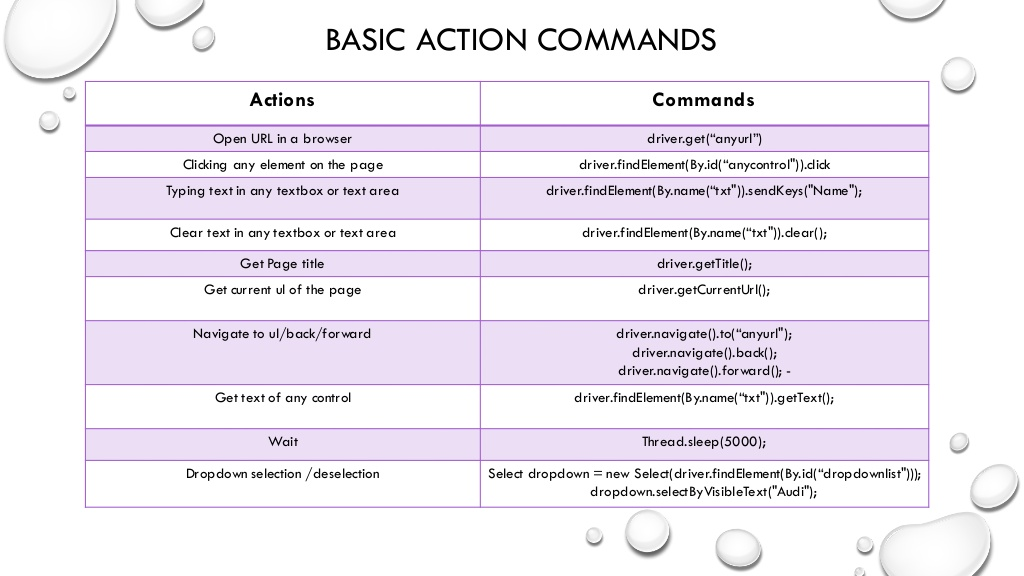 BASIC ACTION COMMANDS
Actions Commands
Open URL in a browser driver.get(“anyurl”)
Clicking any element on the page driver.findElement(By.id(“anycontrol")).click
Typing text in any textbox or text area driver.findElement(By.name(“txt")).sendKeys("Name");
Clear text in any textbox or text area driver.findElement(By.name(“txt")).clear();
Get Page title driver.getTitle();
Get current ul of the page driver.getCurrentUrl();
Navigate to ul/back/forward driver.navigate().to(“anyurl");
driver.navigate().back();
driver.navigate().forward(); -
Get text of any control driver.findElement(By.name(“txt")).getText();
Wait Thread.sleep(5000);
Dropdown selection /deselection Select dropdown = new Select(driver.findElement(By.id(“dropdownlist")));
dropdown.selectByVisibleText("Audi");